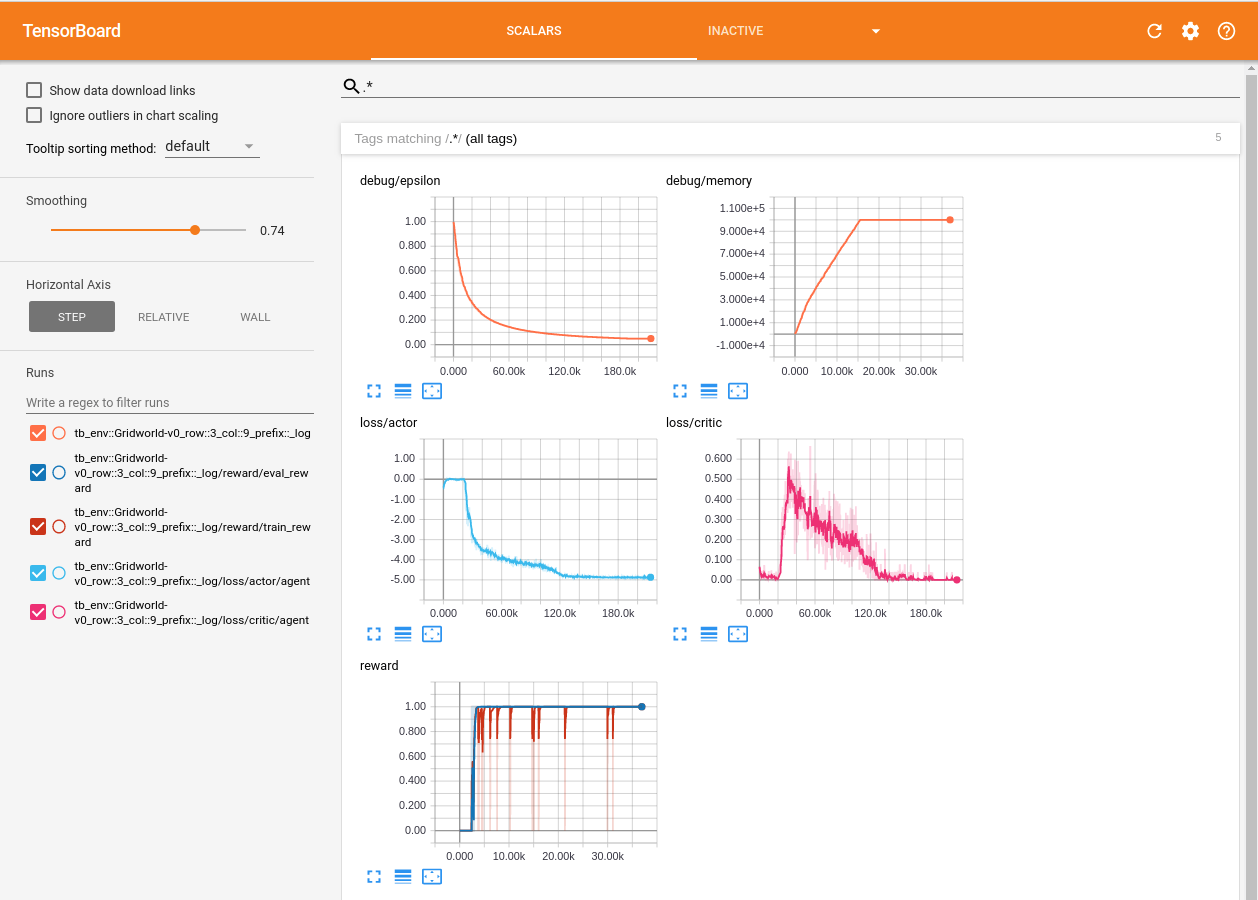 TensorBoard
SCALARS
INACTIVE
Show data download links
Ignore outliers in chart scaling
Tooltip sorting method: default
Smoothing
0.74
Horizontal Axis
STEP RELATIVE WALL
Runs
Write a regex to filter runs
tb_env::Gridworld-v0_row::3_col::9_prefix::_log
tb_env::Gridworld-
v0_row::3_col::9_prefix::_log/reward/eval_rew
ard
tb_env::Gridworld-
v0_row::3_col::9_prefix::_log/reward/train_rew
ard
tb_env::Gridworld-
v0_row::3_col::9_prefix::_log/loss/actor/agent
tb_env::Gridworld-
v0_row::3_col::9_prefix::_log/loss/critic/agent
.*
Tags matching /.*/ (all tags)
5
debug/epsilon
1.00
0.800
0.600
0.400
0.200
0.00
0.000 60.00k 120.0k 180.0k
debug/memory
1.100e+5
9.000e+4
7.000e+4
5.000e+4
3.000e+4
1.000e+4
-1.000e+4
0.000 10.00k 20.00k 30.00k
loss/actor
1.00
0.00
-1.00
-2.00
-3.00
-4.00
-5.00
0.000 60.00k 120.0k 180.0k
loss/critic
0.600
0.500
0.400
0.300
0.200
0.100
0.00
0.000 60.00k 120.0k 180.0k
reward
1.00
0.800
0.600
0.400
0.200
0.00
0.000 10.00k 20.00k 30.00k